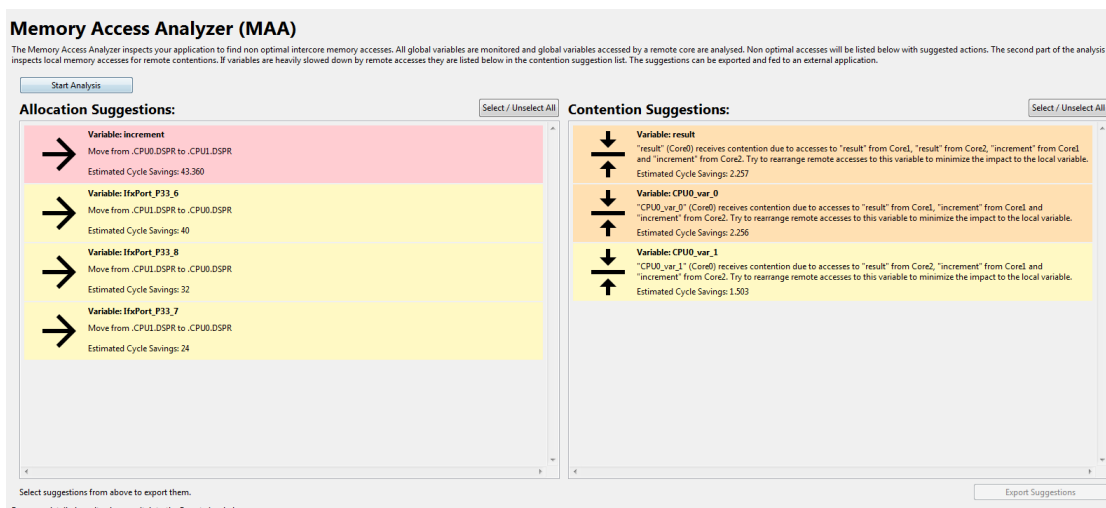 Memory Access Analyzer (MAA)
The Memory Access Analyzer inspects your application to find non optimal intercore memory accesses. All global variables are monitored and global variables accessed by a remote core are analysed. Non optimal accesses will be listed below with suggested actions. The second part of the analysis
inspects local memory accesses for remote contentions. If variables are heavily slowed down by remote accesses they are listed below in the contention suggestion list. The suggestions can be exported and fed to an external application.
Start Analysis
Allocation Suggestions:
Select / Unselect All
Variable: increment
Move from .CPU0.DSPR to .CPU1.DSPR
Estimated Cycle Savings: 43.360
Variable: IfxPort_P33_6
Move from .CPU1.DSPR to .CPU0.DSPR
Estimated Cycle Savings: 40
Variable: IfxPort_P33_8
Move from .CPU1.DSPR to .CPU0.DSPR
Estimated Cycle Savings: 32
Variable: IfxPort_P33_7
Move from .CPU1.DSPR to .CPU0.DSPR
Estimated Cycle Savings: 24
Contention Suggestions:
Select / Unselect All
Variable: result
"result" (Core0) receives contention due to accesses to "result" from Core1, "result" from Core2, "increment" from Core1
and "increment" from Core2. Try to rearrange remote accesses to this variable to minimize the impact to the local variable.
Estimated Cycle Savings: 2.257
Variable: CPU0_var_0
"CPU0_var_0" (Core0) receives contention due to accesses to "result" from Core1, "increment" from Core1 and
"increment" from Core2. Try to rearrange remote accesses to this variable to minimize the impact to the local variable.
Estimated Cycle Savings: 2.256
Variable: CPU0_var_1
"CPU0_var_1" (Core0) receives contention due to accesses to "result" from Core2, "increment" from Core1 and
"increment" from Core2. Try to rearrange remote accesses to this variable to minimize the impact to the local variable.
Estimated Cycle Savings: 1.503
Select suggestions from above to export them.
Export Suggestions